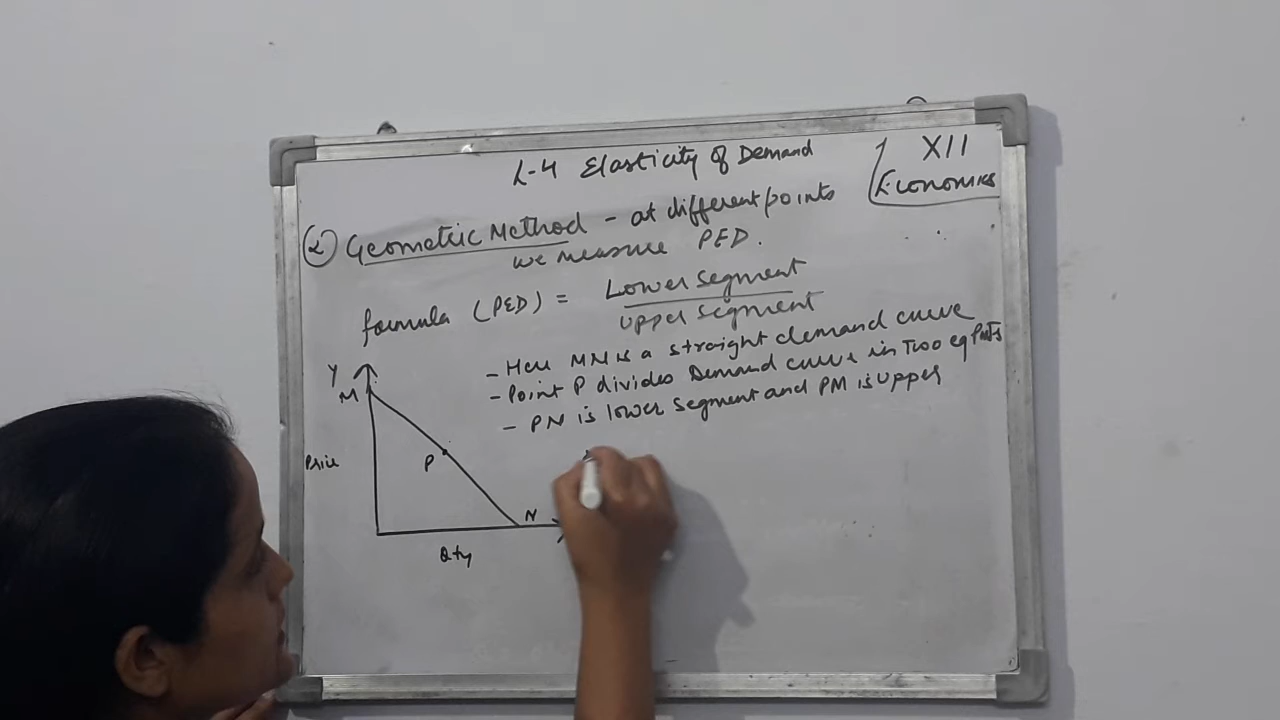 L-4 Elasticity of Demand
XII
Economics
(2) Geometric Method - at different points
we measure PED.
formula (PED) = Lower Segment
Upper Segment
- Here MN is a straight demand curve
- Point P divides Demand curve in Two eq parts
- PN is lower segment and PM is upper
Y
M
Price
P
N
Qty